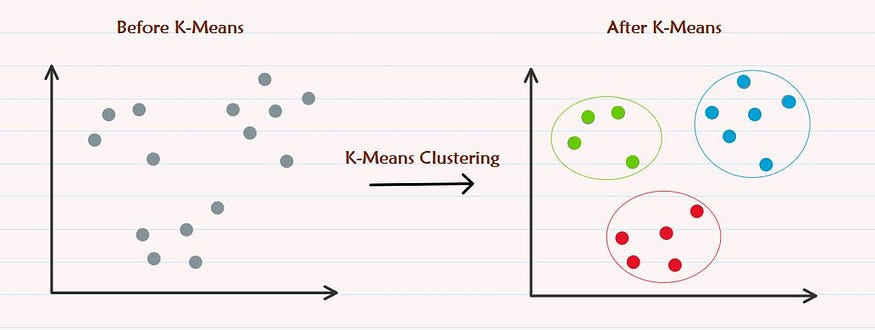 Before K-Means
After K-Means
K-Means Clustering